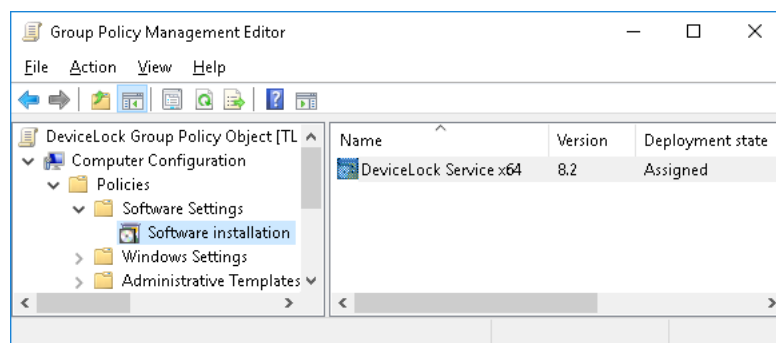 Group Policy Management Editor
File Action View Help
DeviceLock Group Policy Object [TL
Computer Configuration
Policies
Software Settings
Software installation
Windows Settings
Administrative Templates
Name Version Deployment state
DeviceLock Service x64 8.2 Assigned